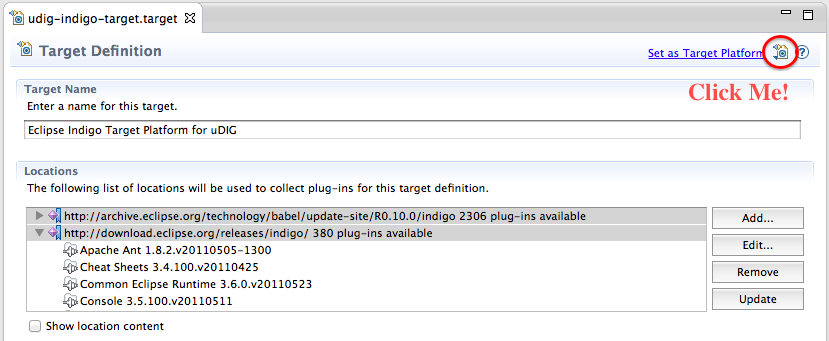 udig-indigo-target.target
Target Definition
Set as Target Platform
Click Me!
Target Name
Enter a name for this target.
Eclipse Indigo Target Platform for uDIG
Locations
The following list of locations will be used to collect plug-ins for this target definition.
http://archive.eclipse.org/technology/babel/update-site/R0.10.0/indigo 2306 plug-ins available
Add...
http://download.eclipse.org/releases/indigo/ 380 plug-ins available
Apache Ant 1.8.2.v20110505-1300
Edit...
Cheat Sheets 3.4.100.v20110425
Remove
Common Eclipse Runtime 3.6.0.v20110523
Console 3.5.100.v20110511
Update
Show location content